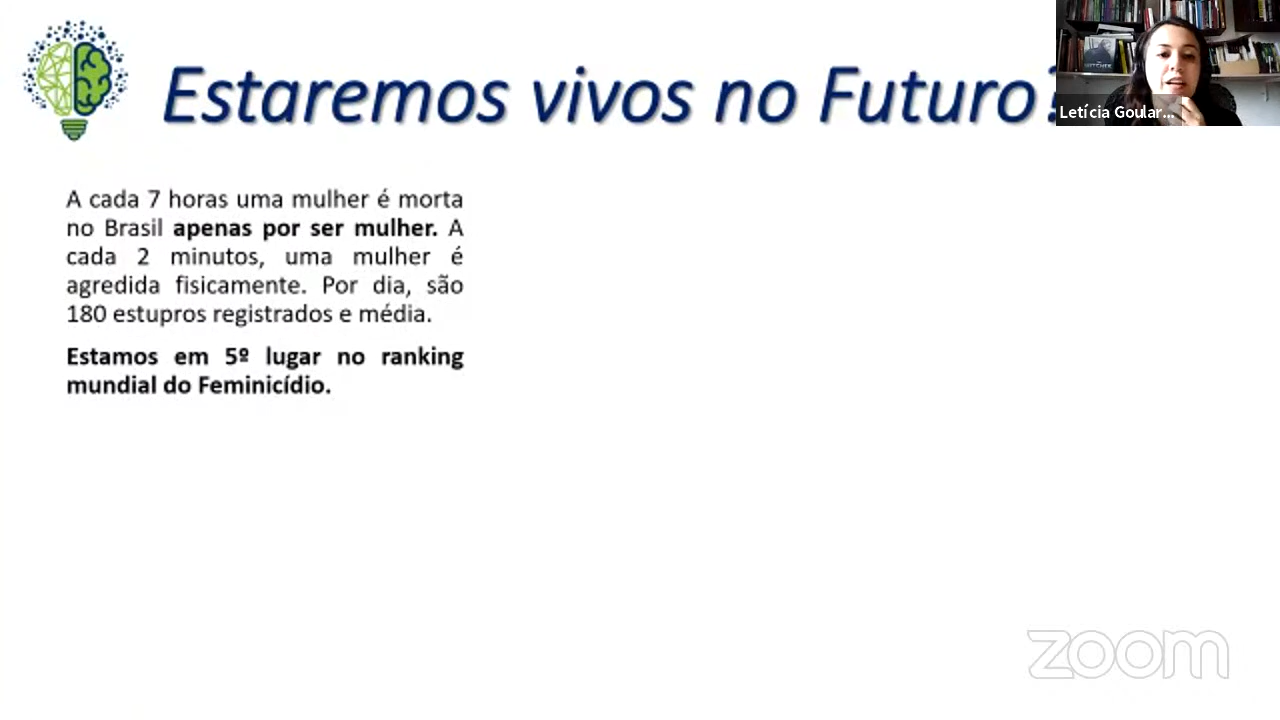 Estaremos vivos no Futuro?
Letícia Goular...
A cada 7 horas uma mulher é morta
no Brasil apenas por ser mulher. A
cada 2 minutos, uma mulher é
agredida fisicamente. Por dia, são
180 estupros registrados e média.
Estamos em 5º lugar no ranking
mundial do Feminicídio.
zoom